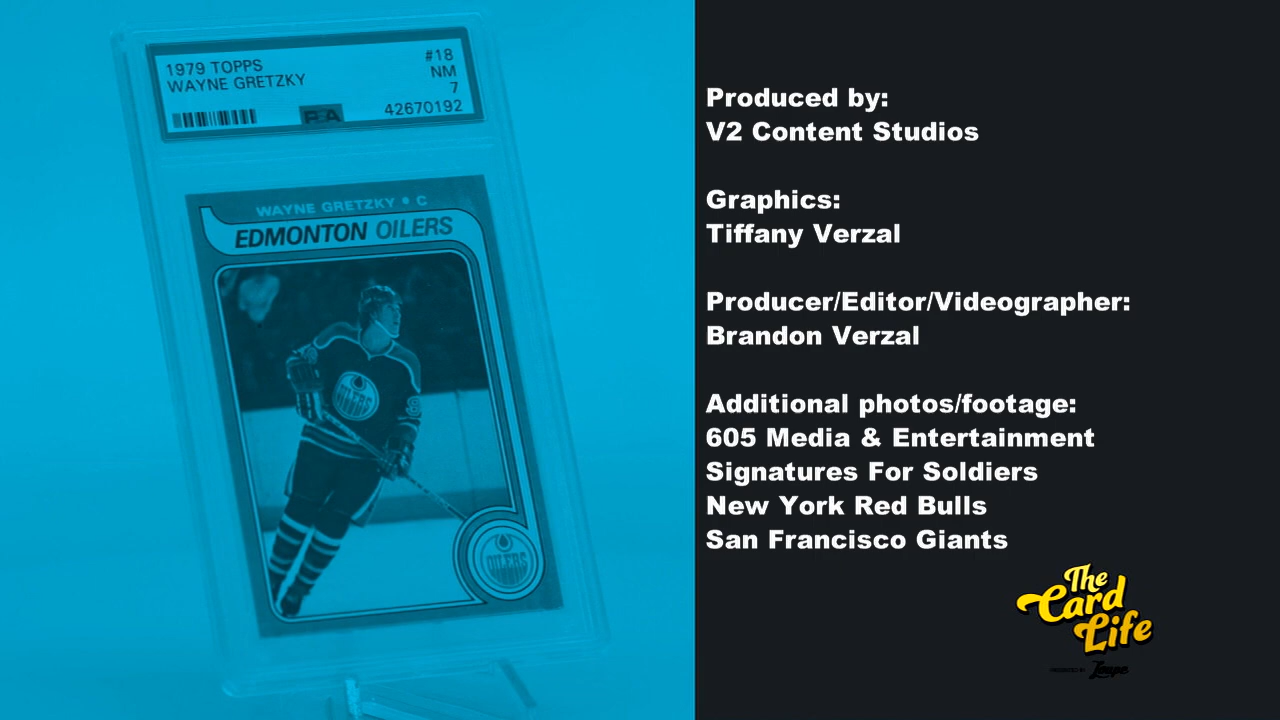 1979 TOPPS
WAYNE GRETZKY
#18
NM
7
42670192
PSA
WAYNE GRETZKY • C
EDMONTON OILERS
OILERS
OILERS
Produced by:
V2 Content Studios
Graphics:
Tiffany Verzal
Producer/Editor/Videographer:
Brandon Verzal
Additional photos/footage:
605 Media & Entertainment
Signatures For Soldiers
New York Red Bulls
San Francisco Giants
The
Card
Life